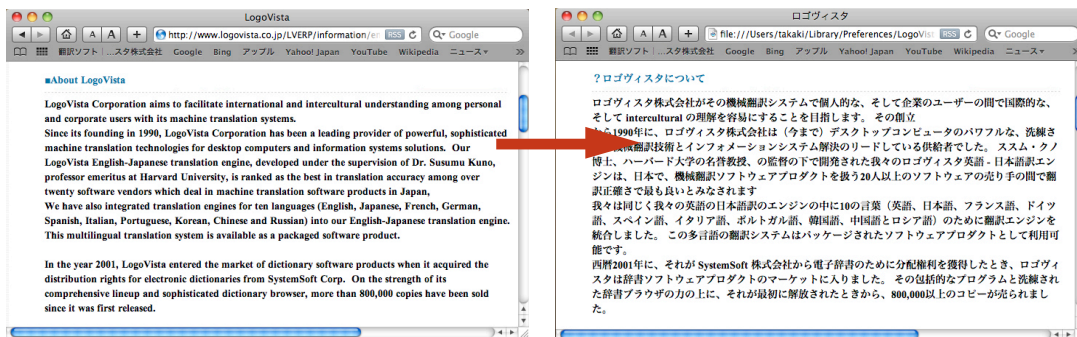 LogoVista
A A + http://www.logovista.co.jp/LVERP/information/e RSS Google
翻訳ソフト｜...スタ株式会社 Google Bing アップル Yahoo! Japan YouTube Wikipedia ニュース▼ »
■About LogoVista
LogoVista Corporation aims to facilitate international and intercultural understanding among personal
and corporate users with its machine translation systems.
Since its founding in 1990, LogoVista Corporation has been a leading provider of powerful, sophisticated
machine translation technologies for desktop computers and information systems solutions. Our
LogoVista English-Japanese translation engine, developed under the supervision of Dr. Susumu Kuno,
professor emeritus at Harvard University, is ranked as the best in translation accuracy among over
twenty software vendors which deal in machine translation software products in Japan,
We have also integrated translation engines for ten languages (English, Japanese, French, German,
Spanish, Italian, Portuguese, Korean, Chinese and Russian) into our English-Japanese translation engine.
This multilingual translation system is available as a packaged software product.
In the year 2001, LogoVista entered the market of dictionary software products when it acquired the
distribution rights for electronic dictionaries from SystemSoft Corp. On the strength of its
comprehensive lineup and sophisticated dictionary browser, more than 800,000 copies have been sold
since it was first released.
ロゴヴィスタ
A A + file:///Users/takaki/Library/Preferences/LogoVis RSS Google
翻訳ソフト｜...スタ株式会社 Google Bing アップル Yahoo! Japan YouTube Wikipedia ニュース▼
？ロゴヴィスタについて
ロゴヴィスタ株式会社がその機械翻訳システムで個人的な、そして企業のユーザーの間で国際的な、
そして intercultural の理解を容易にすることを目指します。 その創立
から1990年に、ロゴヴィスタ株式会社は（今まで）デスクトップコンピュータのパワフルな、洗練さ
機械翻訳技術とインフォメーションシステム解決のリードしている供給者でした。 ススム・クノ
博士、ハーバード大学の名誉教授、の監督の下で開発された我々のロゴヴィスタ英語 - 日本語訳エン
ジンは、日本で、機械翻訳ソフトウェアプロダクトを扱う20人以上のソフトウェアの売り手の間で翻
訳正確さで最も良いとみなされます
我々は同じく我々の英語の日本語訳のエンジンの中に10の言葉（英語、日本語、フランス語、ドイツ
語、スペイン語、イタリア語、ポルトガル語、韓国語、中国語とロシア語）のために翻訳エンジンを
統合しました。 この多言語の翻訳システムはパッケージされたソフトウェアプロダクトとして利用可
能です。
西暦2001年に、それが SystemSoft 株式会社から電子辞書のために分配権利を獲得したとき、ロゴヴィ
スタは辞書ソフトウェアプロダクトのマーケットに入りました。 その包括的なプログラムと洗練され
た辞書ブラウザの力の上に、それが最初に解放されたときから、800,000以上のコピーが売られまし
た。